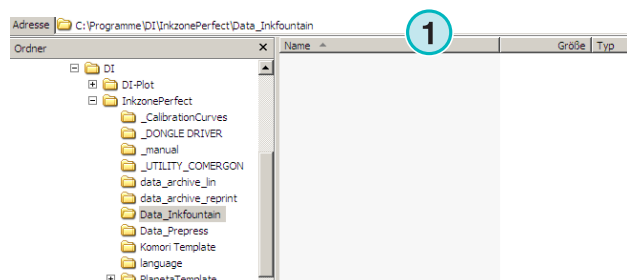 Adresse C:\Programme\DI\InkzonePerfect\Data_Inkfountain
1
Ordner
Name Größe Typ
DI
DI-Plot
InkzonePerfect
_CalibrationCurves
_DONGLE DRIVER
_manual
_UTILITY_COMERGON
data_archive_lin
data_archive_reprint
Data_Inkfountain
Data_Prepress
Komori Template
language
PlanetaTemplate